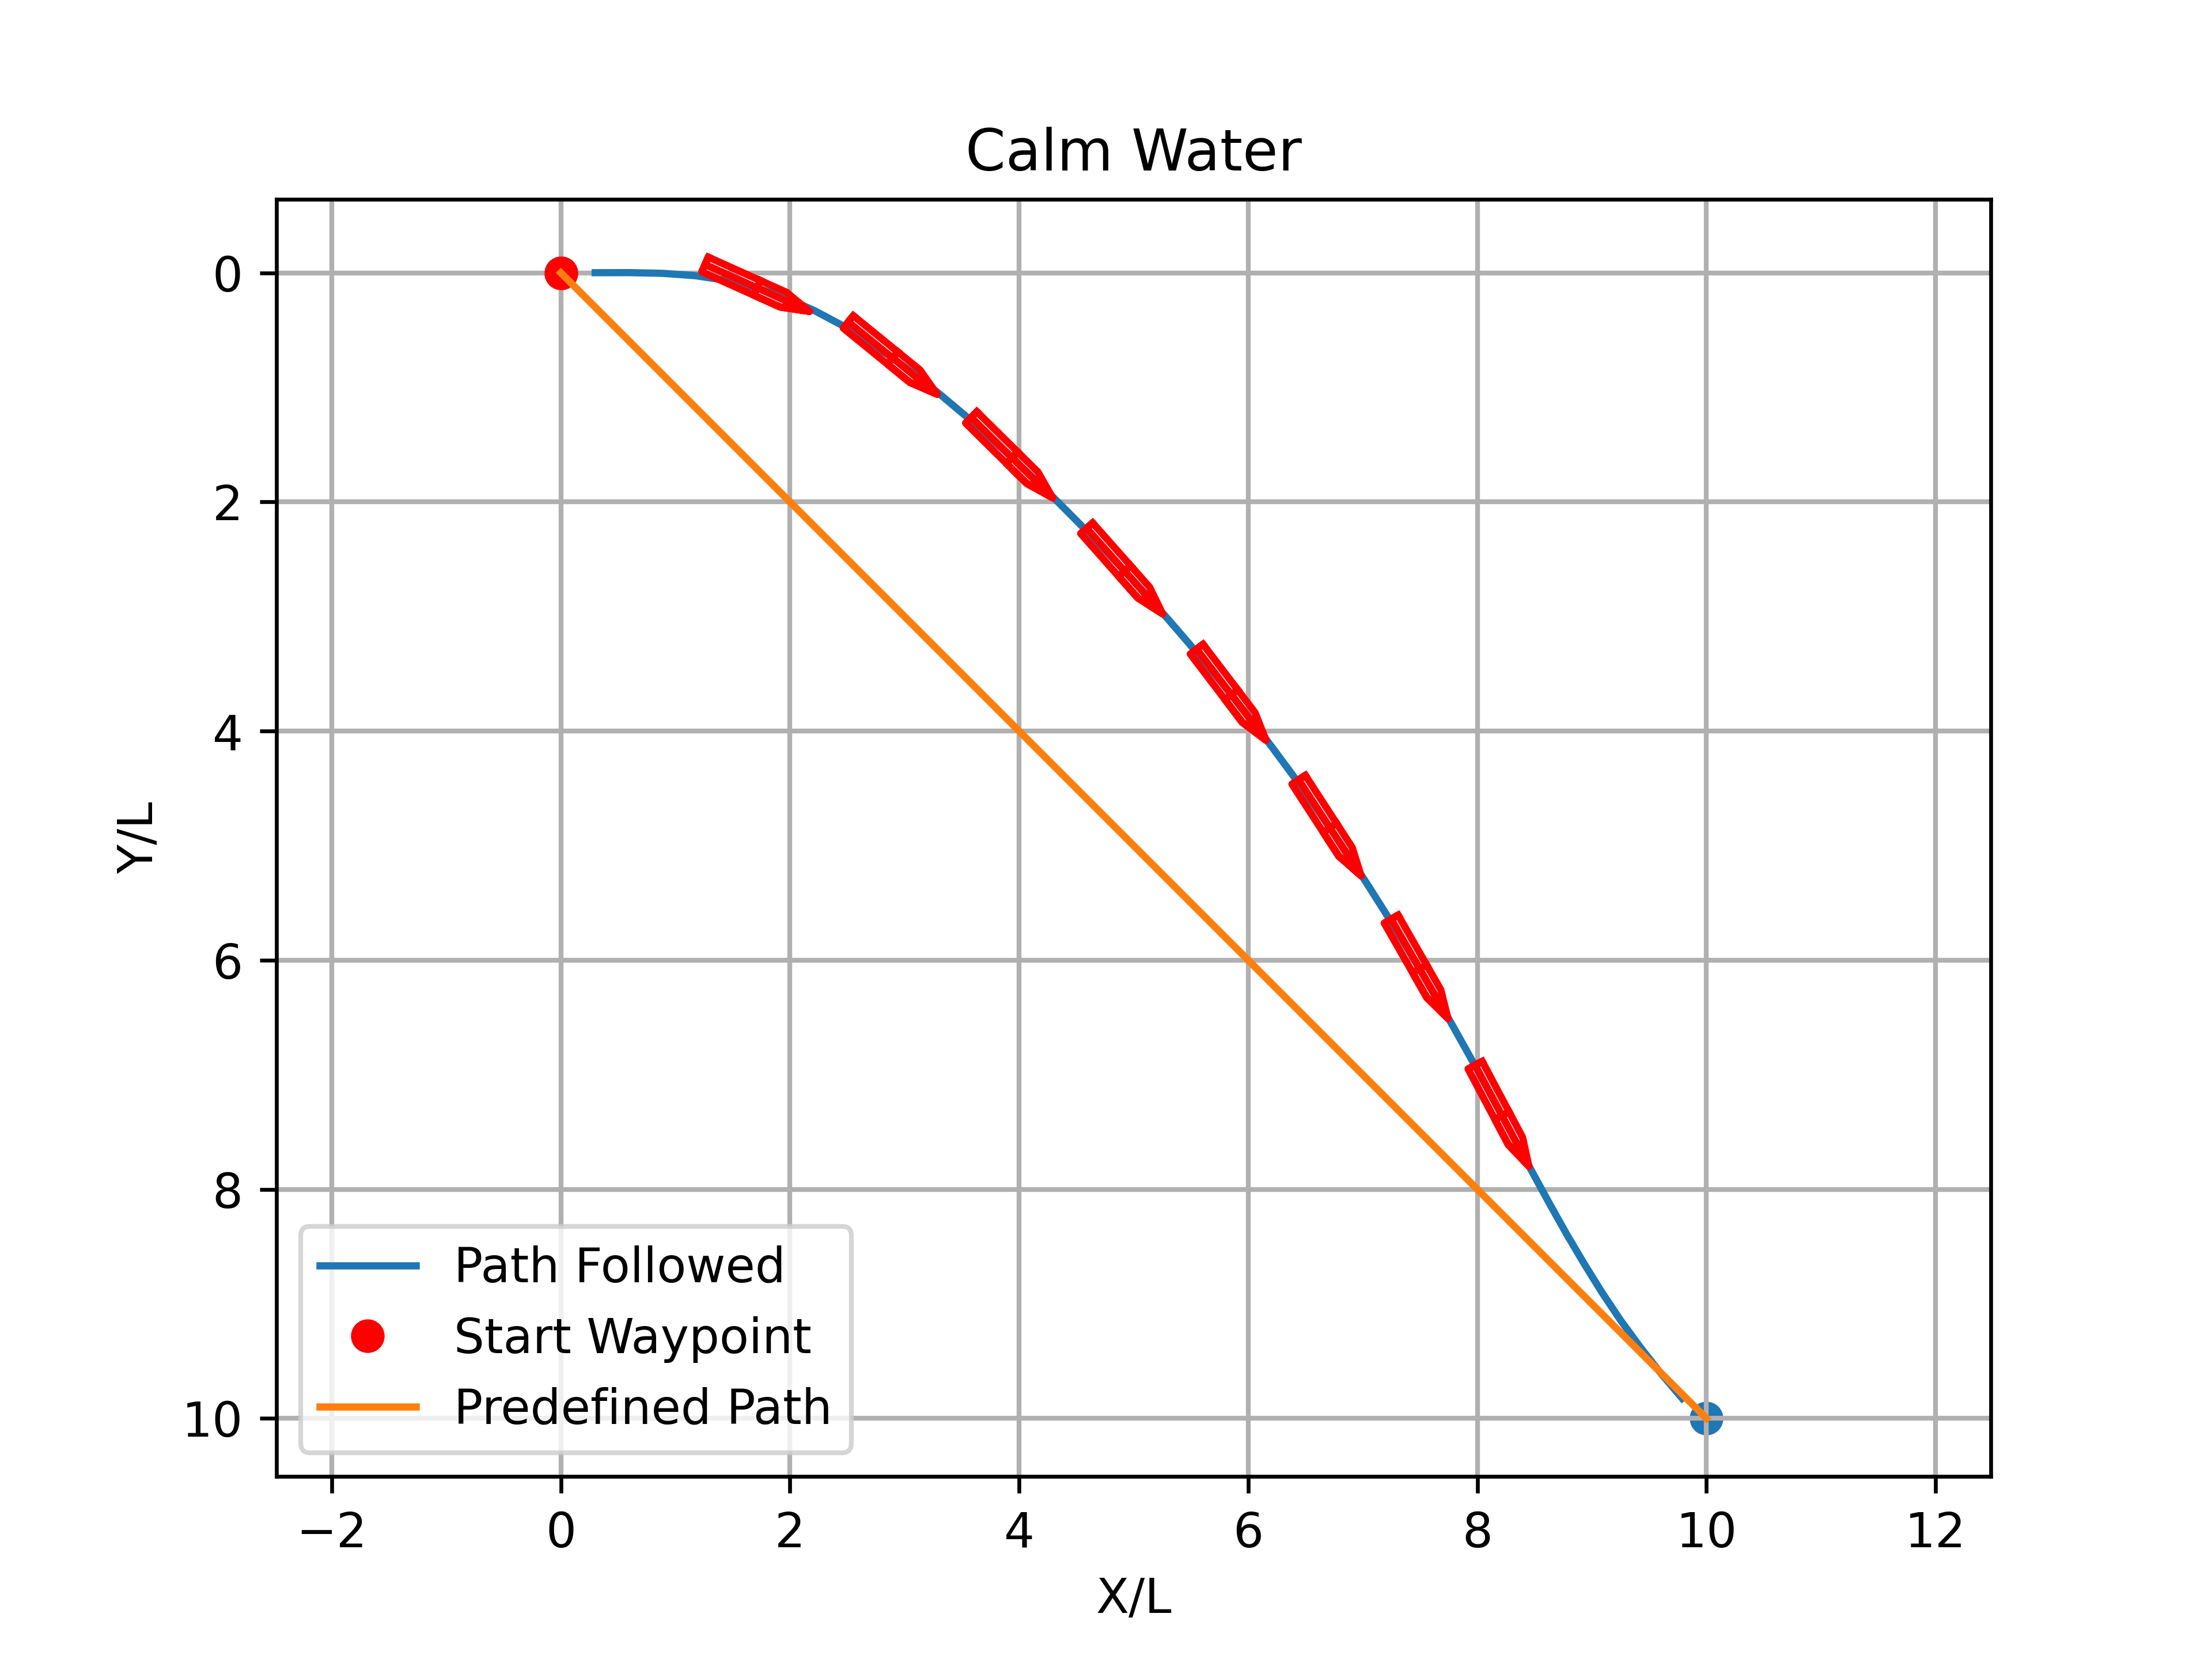 Calm Water
0
2
4
6
8
10
Y/L
Path Followed
Start Waypoint
Predefined Path
−2 0 2 4 6 8 10 12
X/L